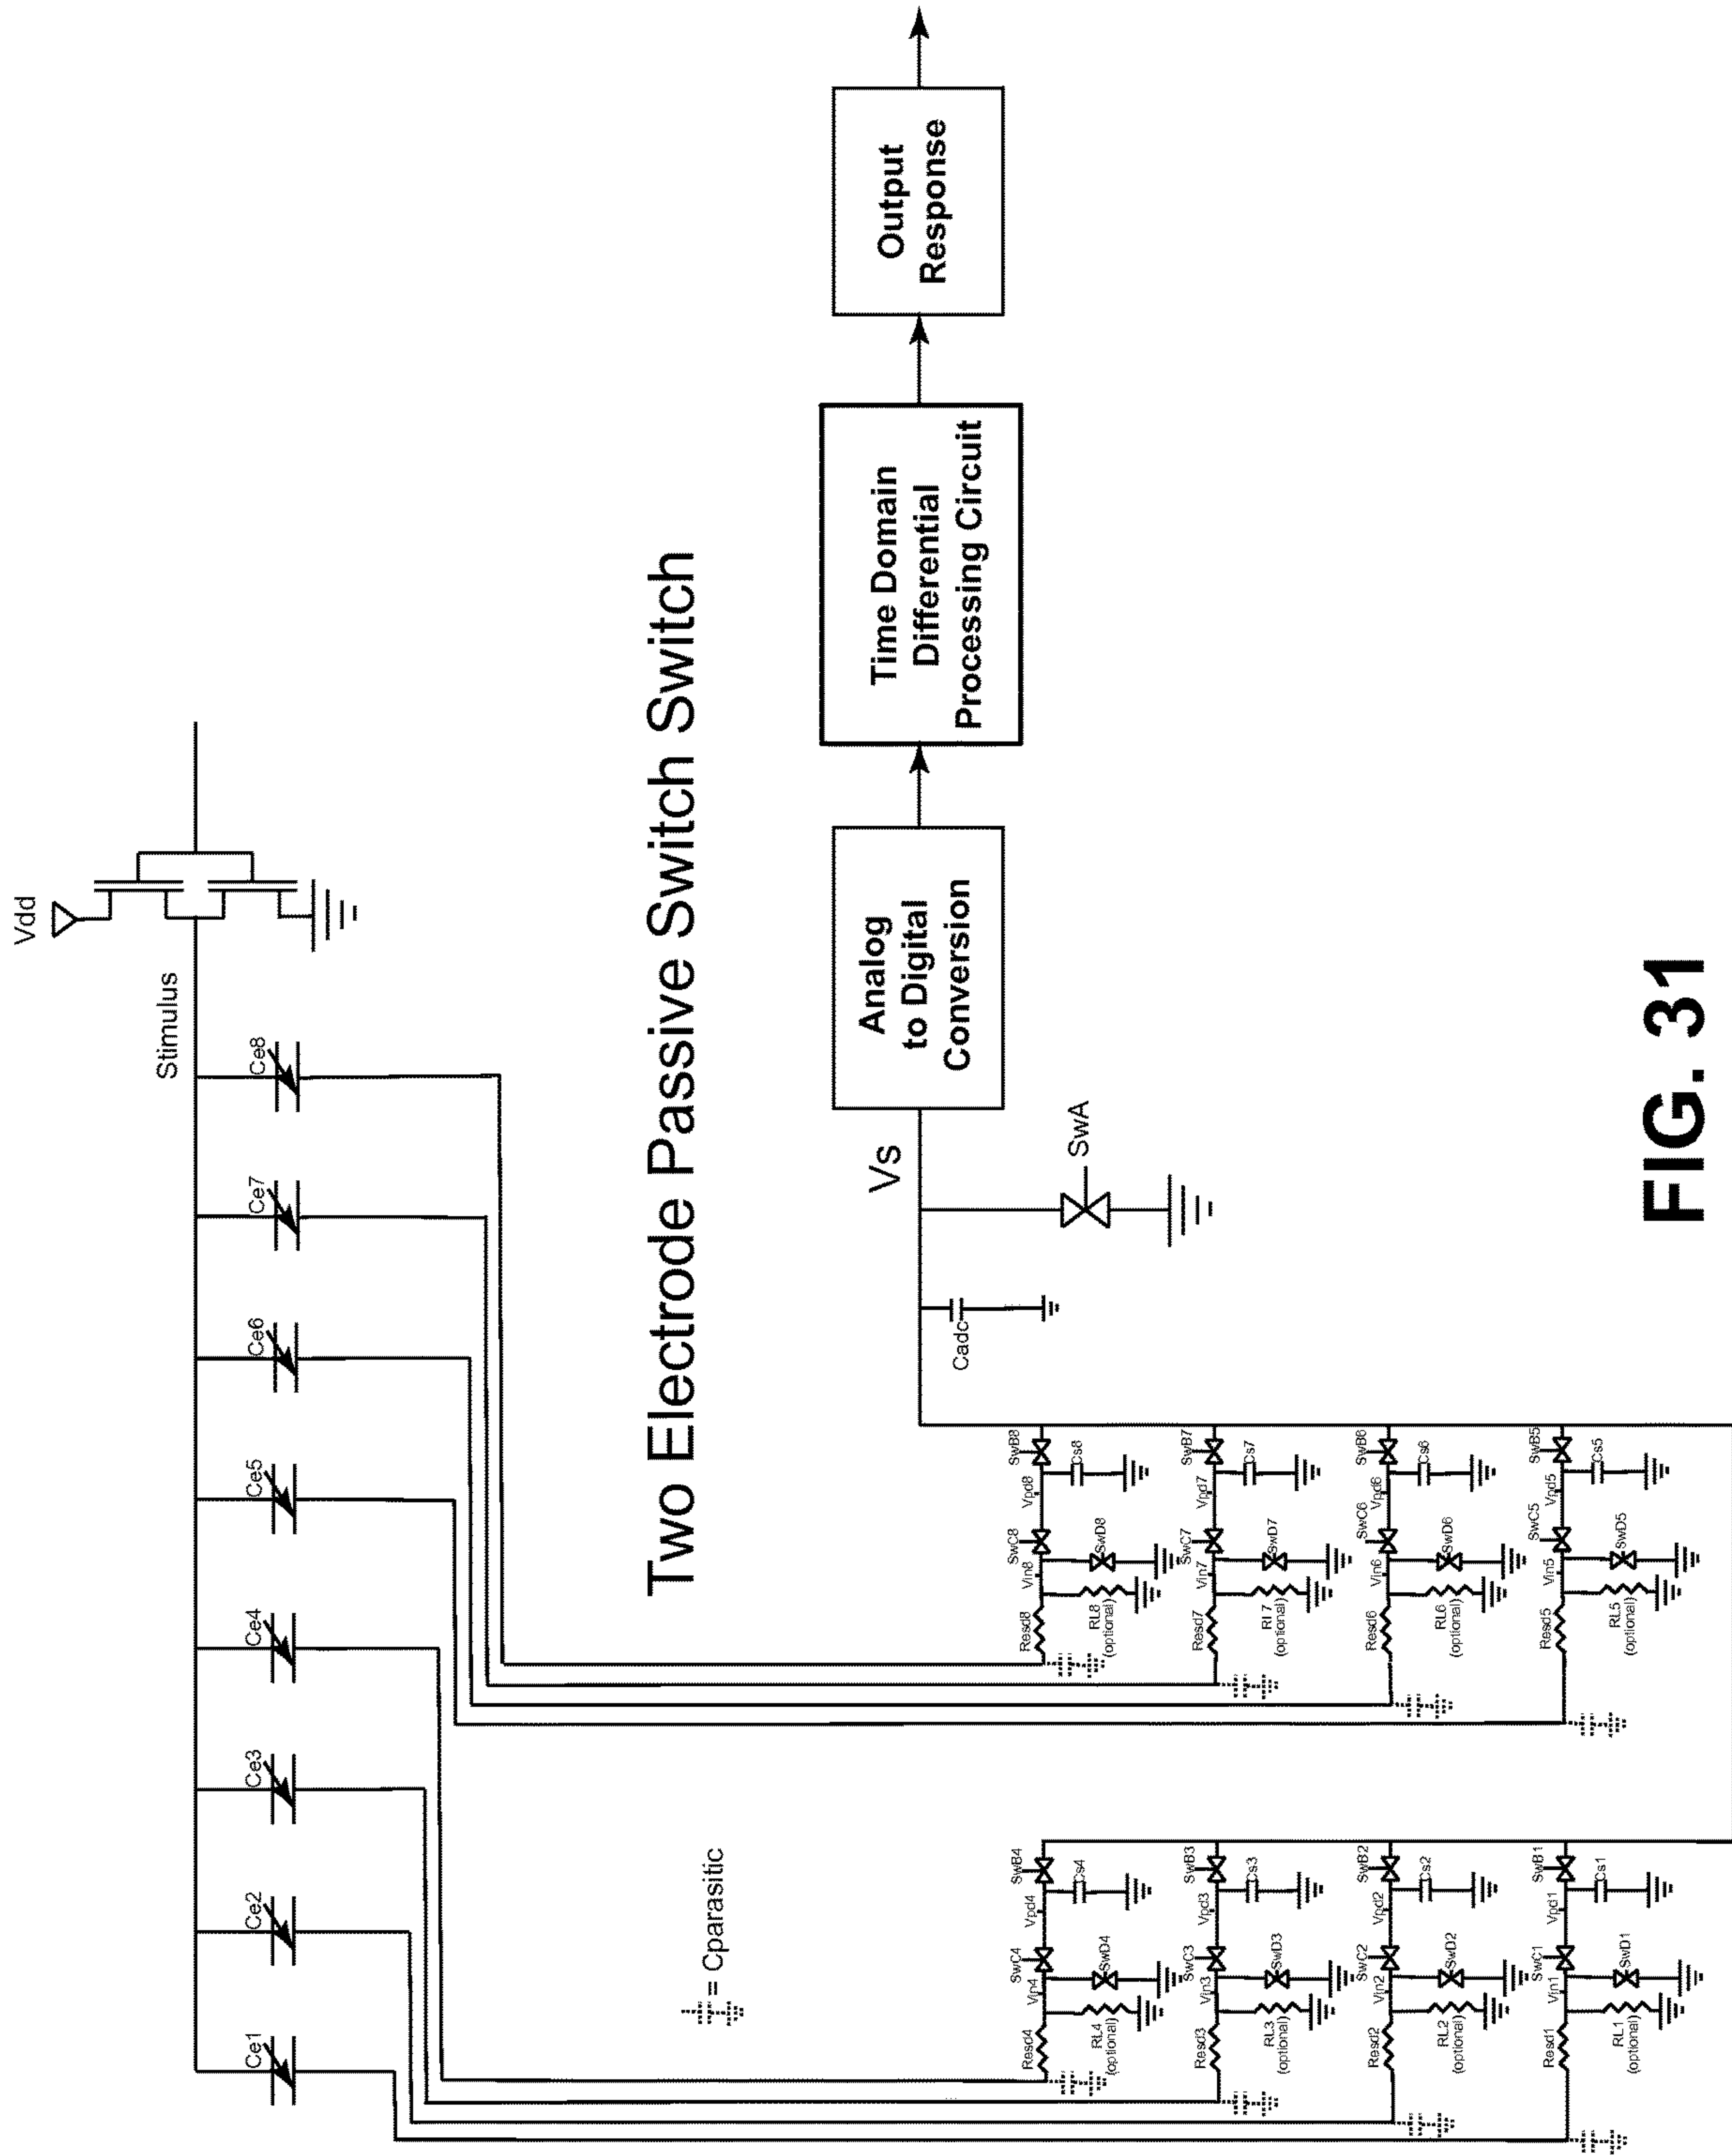 Vdd
Stimulus
Ce1
Ce2
Ce3
Ce4
Ce5
Ce6
Ce7
Ce8
Two Electrode Passive Switch Switch
= Cparasitic
Vs
Cadc
SwA
Analog
to Digital
Conversion
Time Domain
Differential
Processing Circuit
Output
Response
Resd4
RL4
(optional)
Vin4
SwC4
SwD4
Vpd4
Cs4
SwB4
Resd3
RL3
(optional)
Vin3
SwC3
SwD3
Vpd3
Cs3
SwB3
Resd2
RL2
(optional)
Vin2
SwC2
SwD2
Vpd2
Cs2
SwB2
Resd1
RL1
(optional)
Vin1
SwC1
SwD1
Vpd1
Cs1
SwB1
Resd8
RL8
(optional)
Vin8
SwC8
SwD8
Vpd8
Cs8
SwB8
Resd7
RI7
(optional)
Vin7
SwC7
SwD7
Vpd7
Cs7
SwB7
Resd6
RL6
(optional)
Vin6
SwC6
SwD6
Vpd6
Cs6
SwB6
Resd5
RL5
(optional)
Vin5
SwC5
SwD5
Vpd5
Cs5
SwB5
FIG. 31